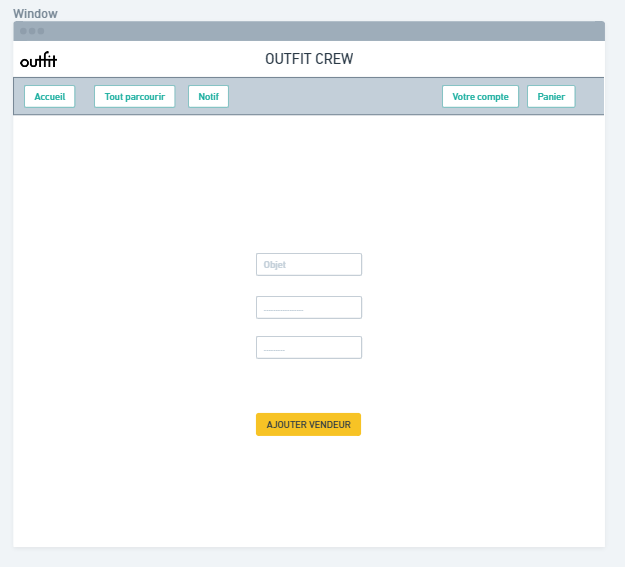 Window
outfit
OUTFIT CREW
Accueil
Tout parcourir
Notif
Votre compte
Panier
Objet
AJOUTER VENDEUR